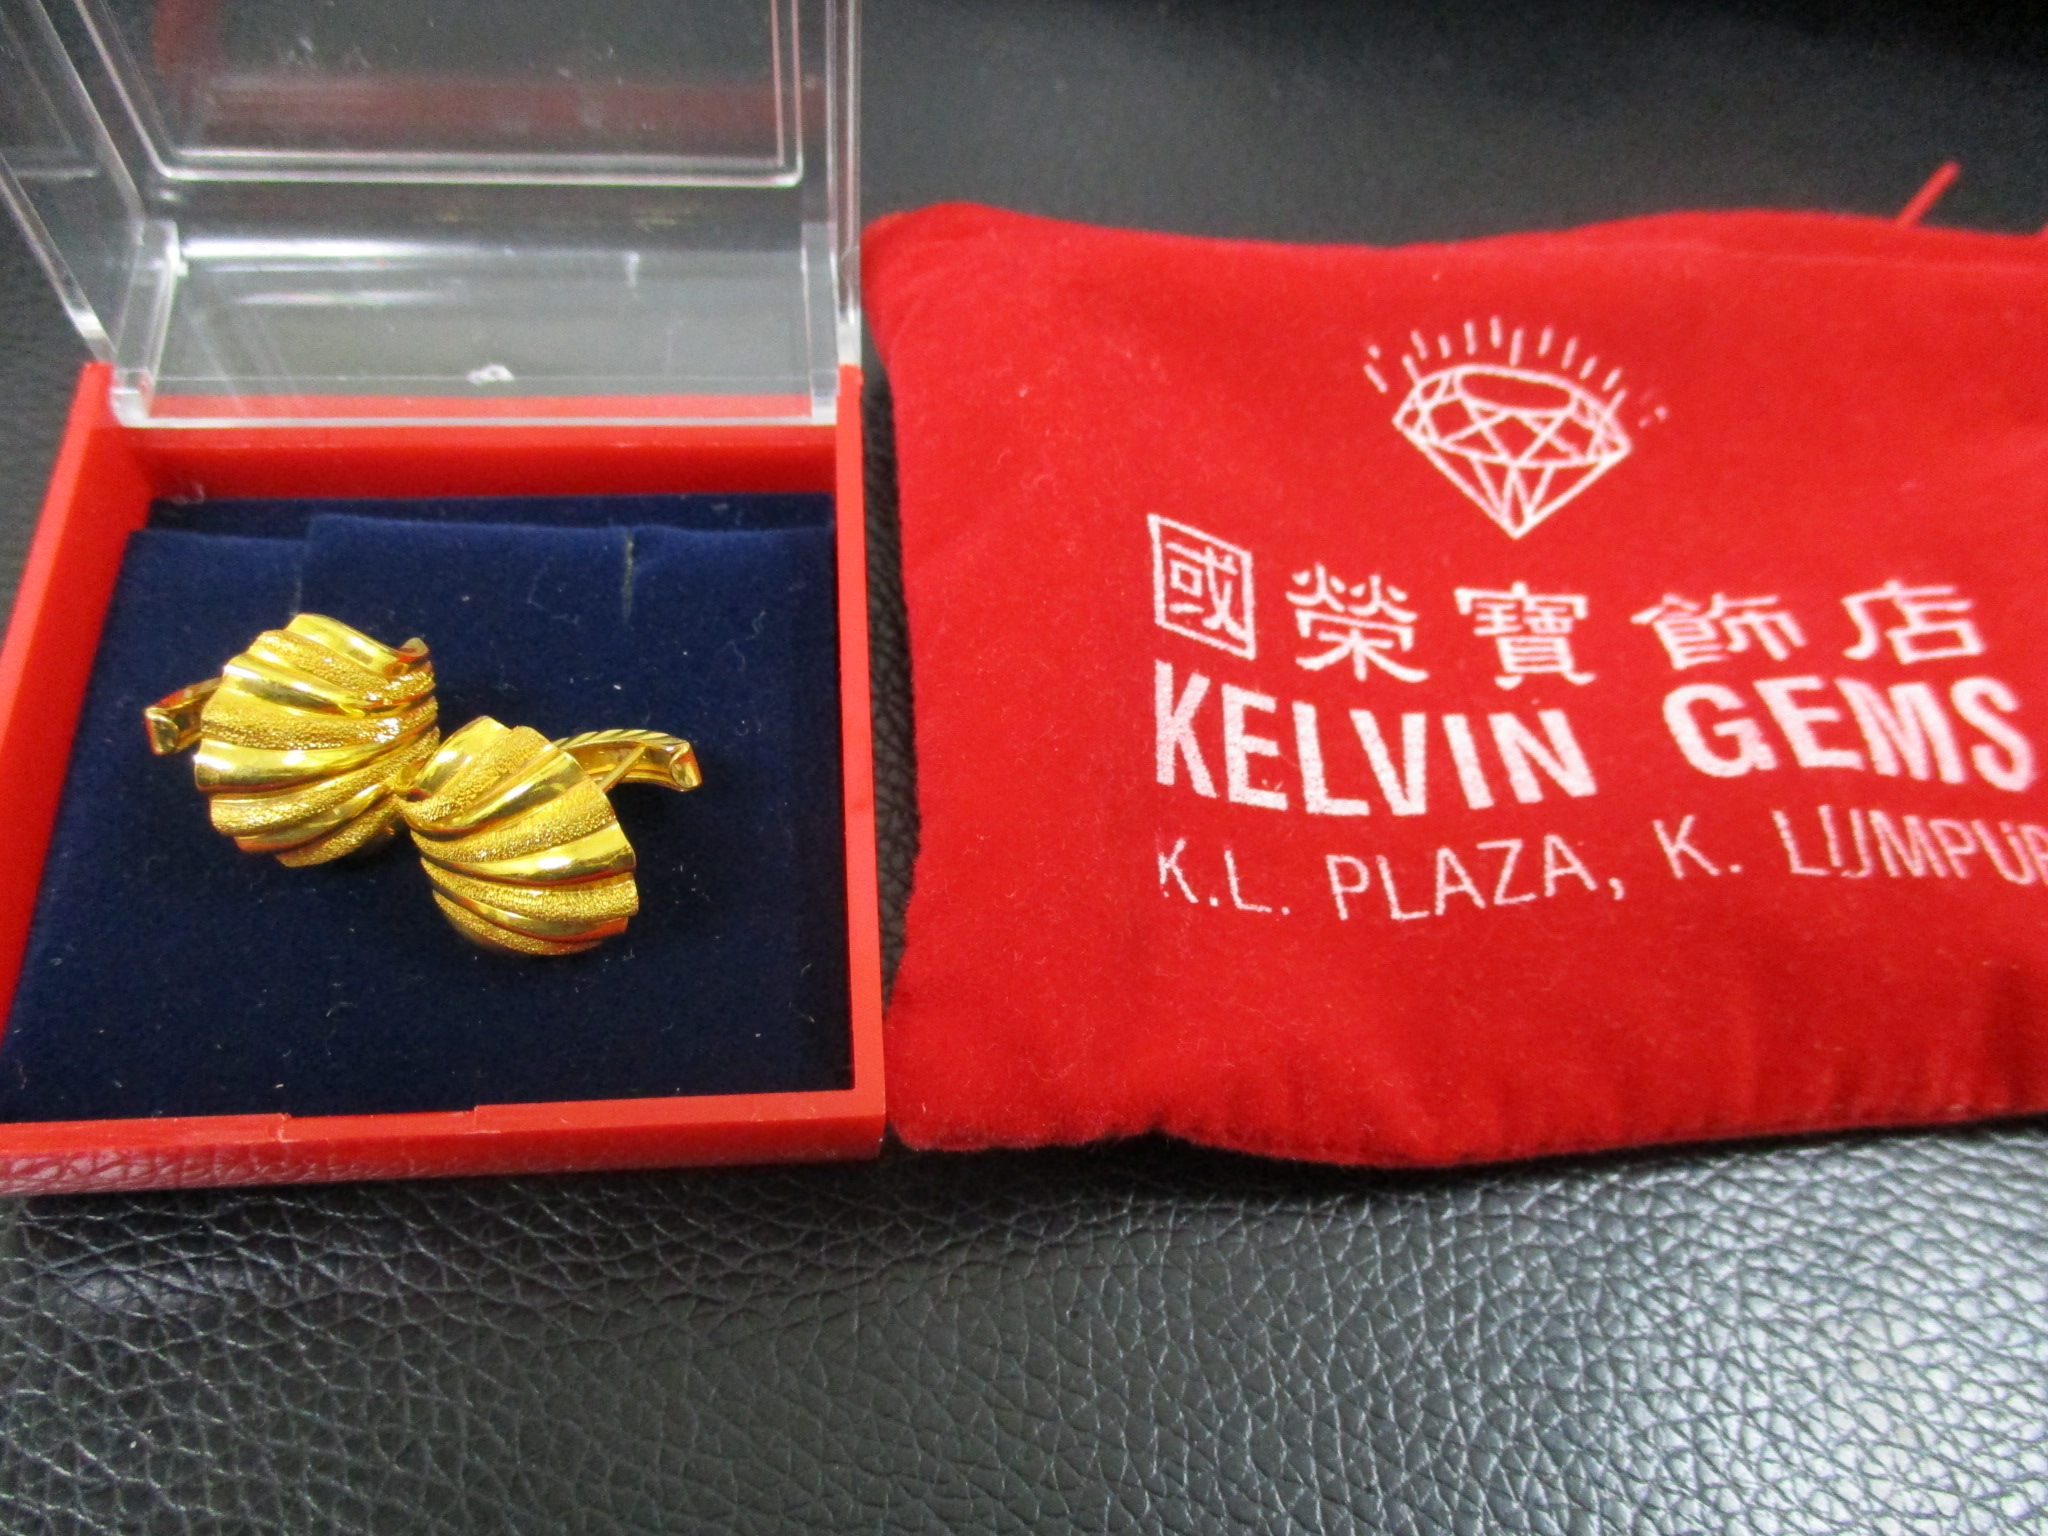 國榮寶飾店
KELVIN GEMS
K.L. PLAZA, K. LUMPUR